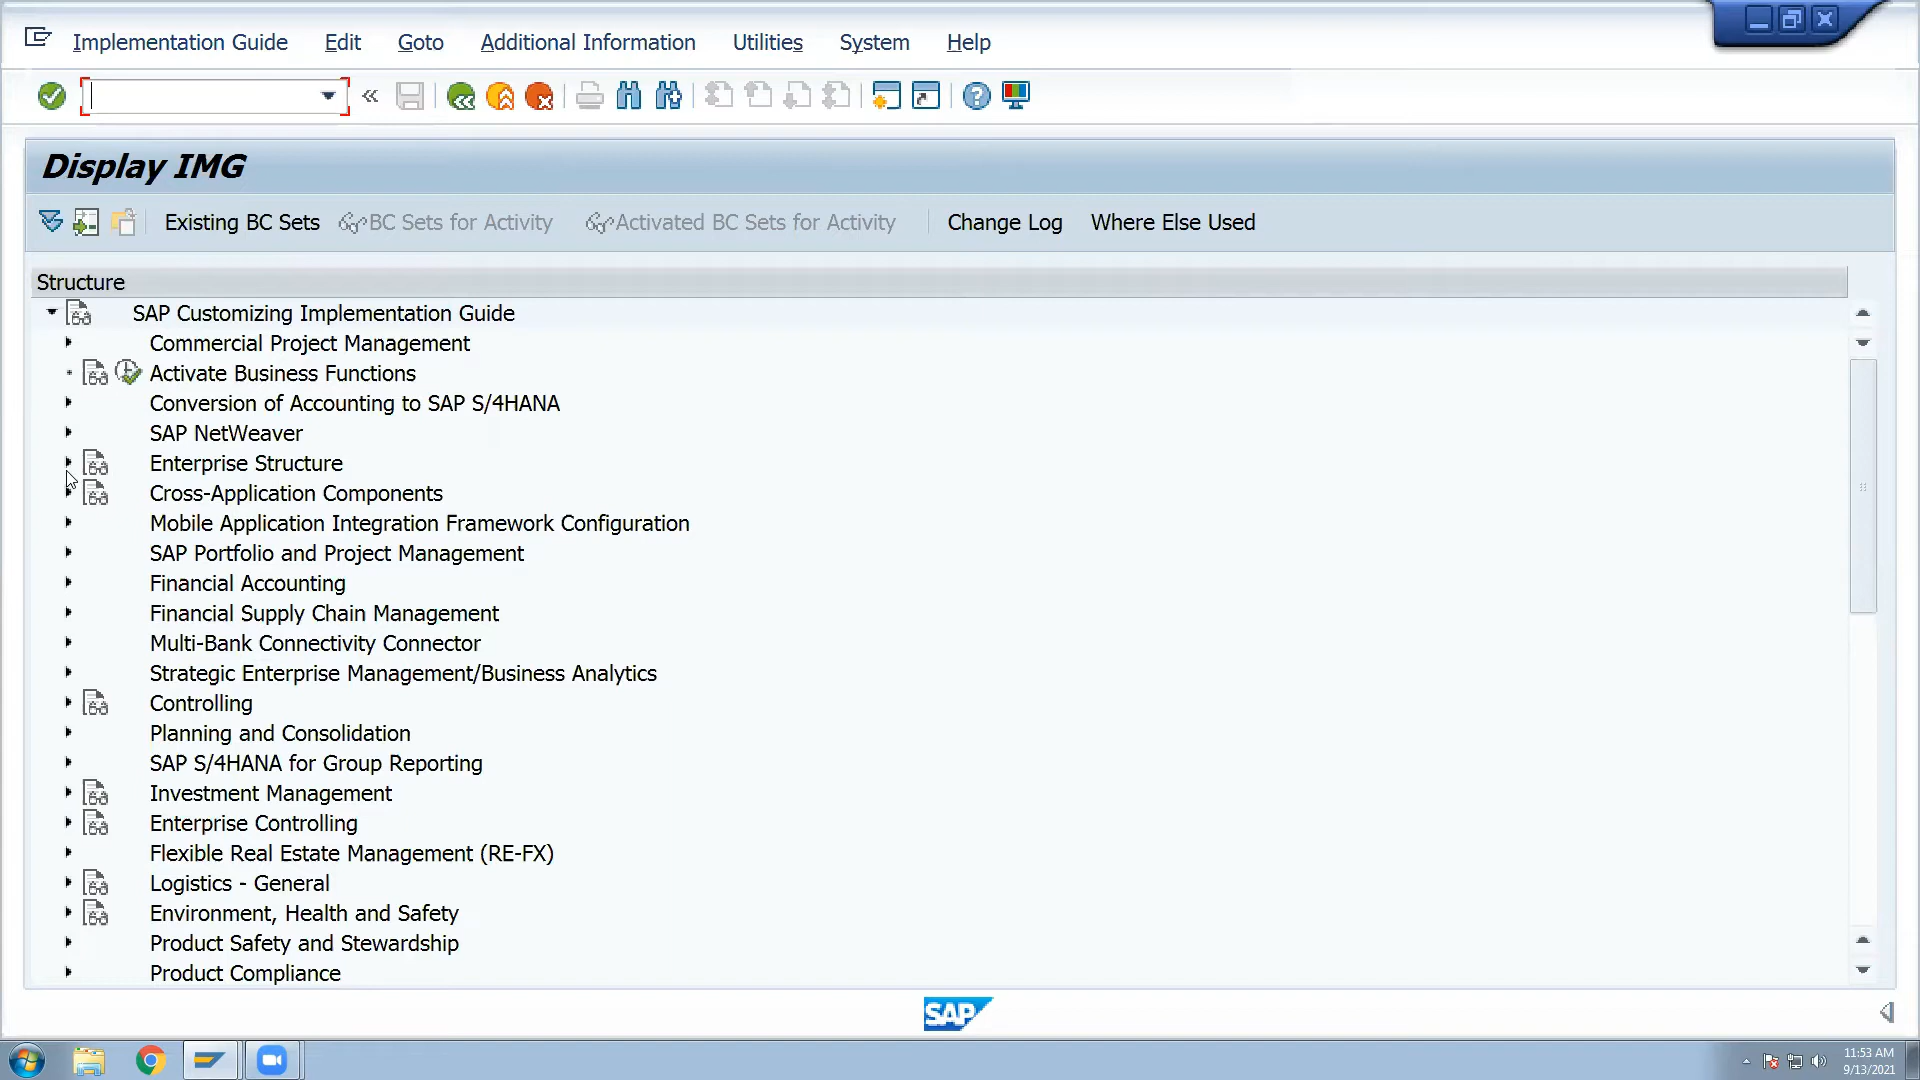 Implementation Guide Edit Goto Additional Information Utilities System Help
Display IMG
Existing BC Sets BC Sets for Activity Activated BC Sets for Activity Change Log Where Else Used
Structure
SAP Customizing Implementation Guide
Commercial Project Management
Activate Business Functions
Conversion of Accounting to SAP S/4HANA
SAP NetWeaver
Enterprise Structure
Cross-Application Components
Mobile Application Integration Framework Configuration
SAP Portfolio and Project Management
Financial Accounting
Financial Supply Chain Management
Multi-Bank Connectivity Connector
Strategic Enterprise Management/Business Analytics
Controlling
Planning and Consolidation
SAP S/4HANA for Group Reporting
Investment Management
Enterprise Controlling
Flexible Real Estate Management (RE-FX)
Logistics - General
Environment, Health and Safety
Product Safety and Stewardship
Product Compliance
SAP
11:53 AM
9/13/2021